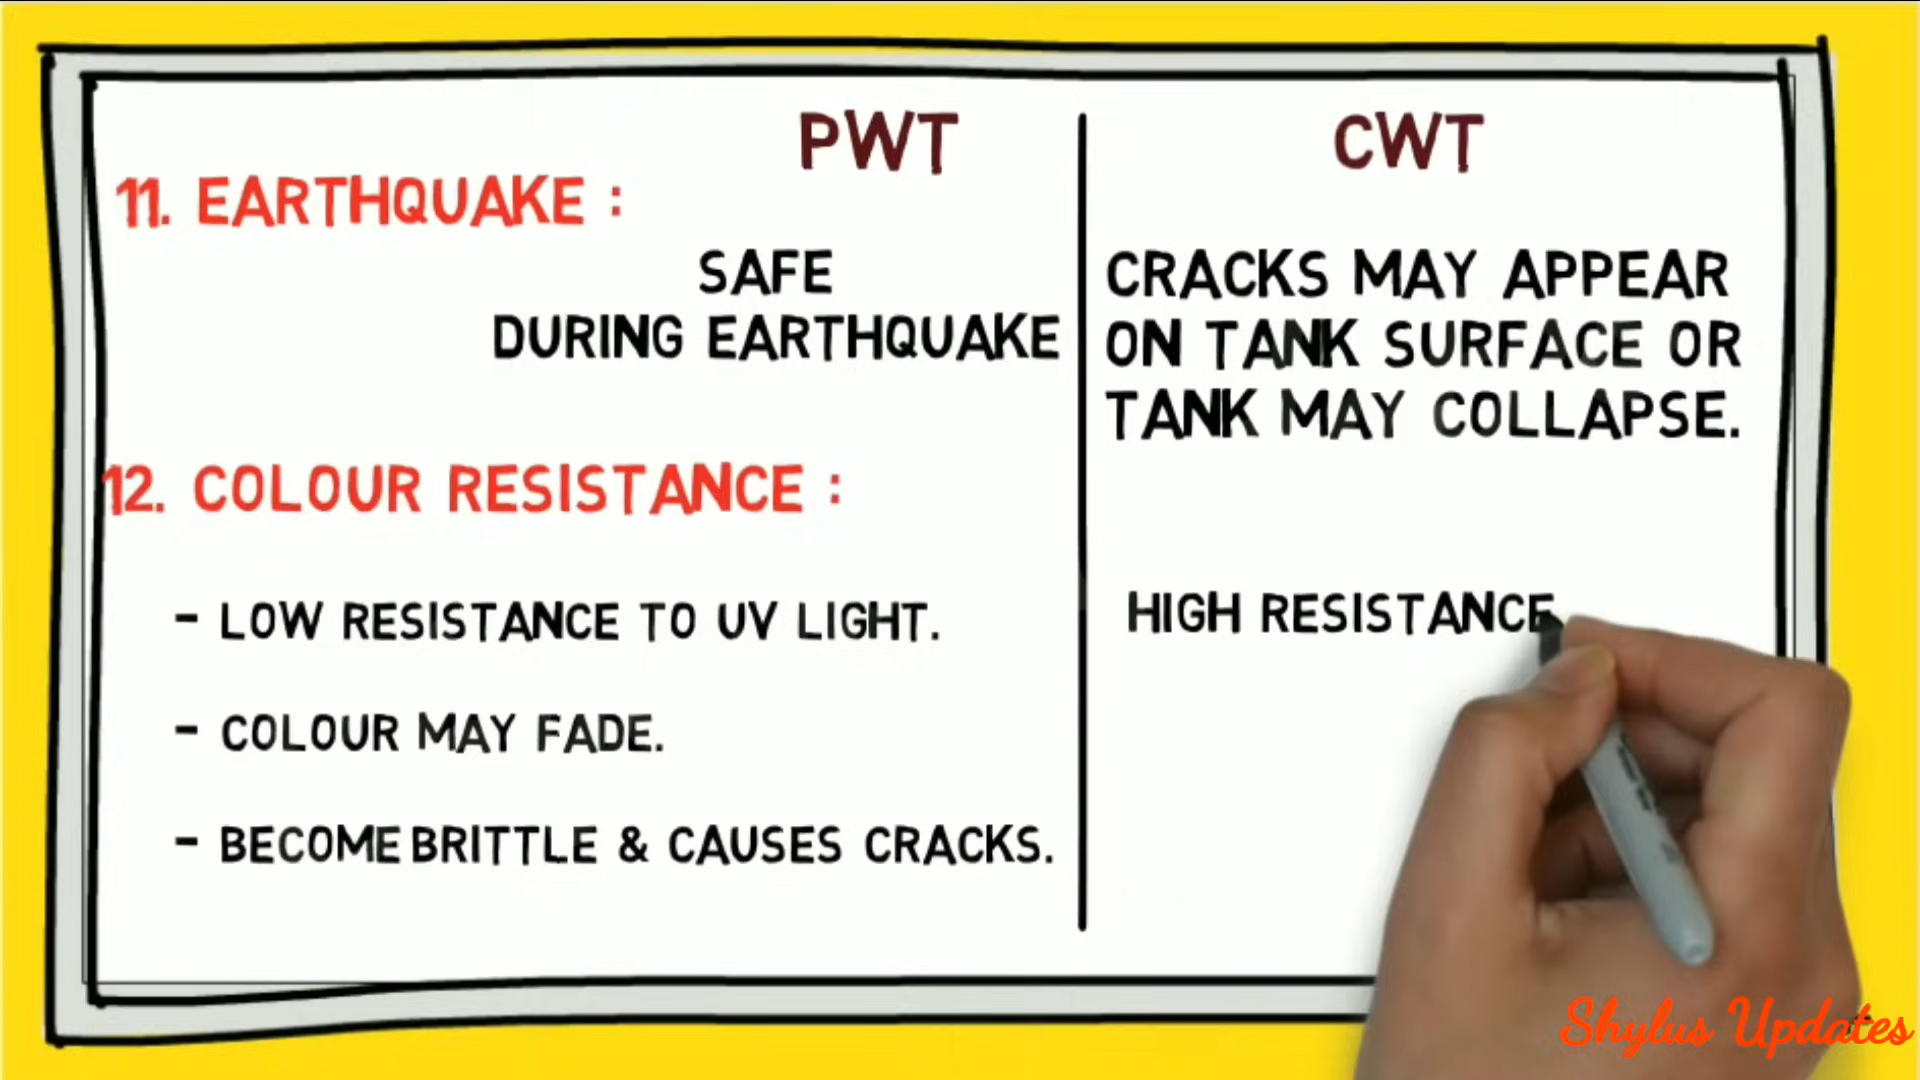 PWT
CWT
11. EARTHQUAKE :
SAFE
DURING EARTHQUAKE
CRACKS MAY APPEAR
ON TANK SURFACE OR
TANK MAY COLLAPSE.
12. COLOUR RESISTANCE :
- LOW RESISTANCE TO UV LIGHT.
- COLOUR MAY FADE.
- BECOME BRITTLE & CAUSES CRACKS.
HIGH RESISTANCE
Shylus Updates